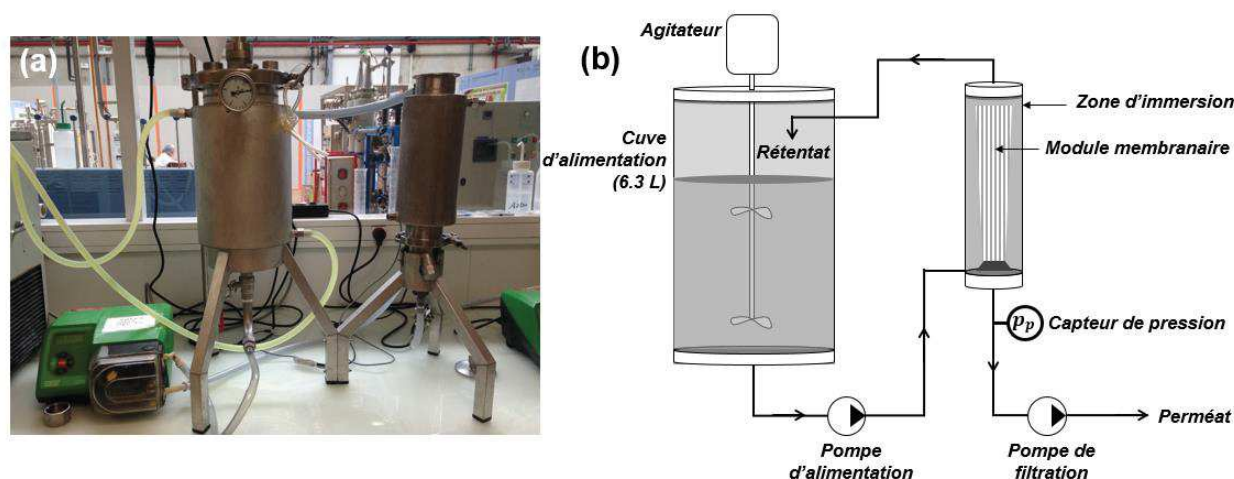 (a)
(b)
Agitateur
Cuve
d'alimentation
(6.3 L)
Rétentat
Zone d'immersion
Module membranaire
p_p
Capteur de pression
Pompe
d'alimentation
Pompe de
filtration
Perméat